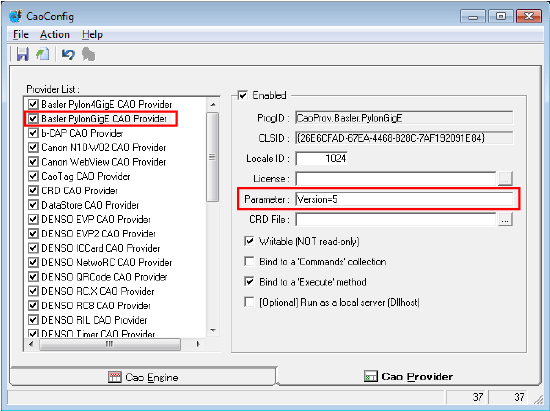 CaoConfig
File Action Help
Provider List :
Basler Pylon4GigE CAO Provider
Basler PylonGigE CAO Provider
b-CAP CAO Provider
Canon N10-W02 CAO Provider
Canon WebView CAO Provider
CaoTag CAO Provider
CRD CAO Provider
DataStore CAO Provider
DENSO EVP CAO Provider
DENSO EVP2 CAO Provider
DENSO ICCard CAO Provider
DENSO NetwoRC CAO Provider
DENSO QRCode CAO Provider
DENSO RC.X CAO Provider
DENSO RC8 CAO Provider
DENSO RIL CAO Provider
DENSO Timer CAO Provider
Enabled
ProgID : CaoProv.Basler.PylonGigE
CLSID : {26E6CFAD-67EA-4468-828C-7AF192091E84}
Locale ID : 1024
License :
...
Parameter : Version=5
CRD File :
...
Writable (NOT read-only)
Bind to a 'Commands' collection
Bind to a 'Execute' method
[Optional] Run as a local server (Dllhost)
Cao Engine
Cao Provider
37 37